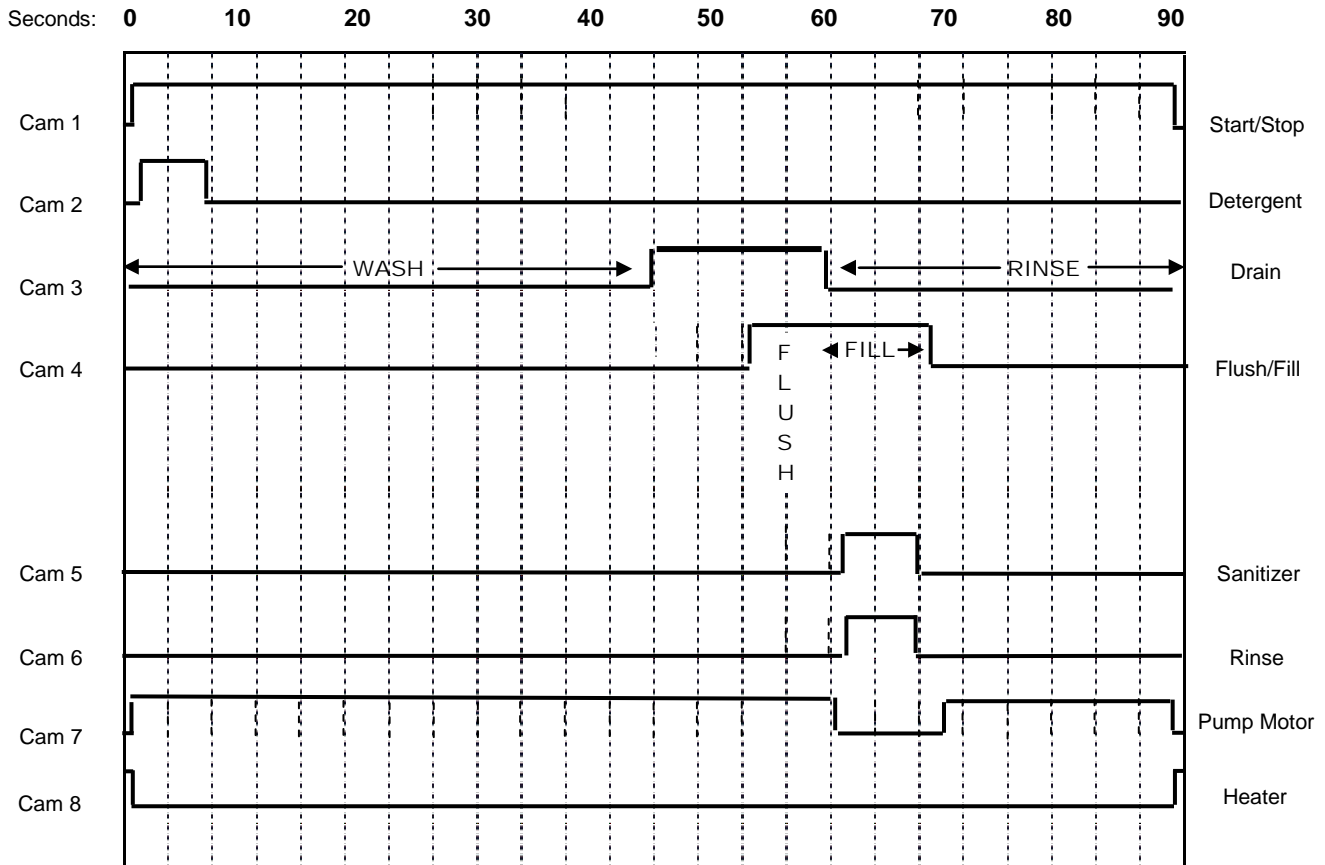 Seconds: 0 10 20 30 40 50 60 70 80 90
Cam 1 Start/Stop
Cam 2 Detergent
WASH RINSE
Cam 3 Drain
FILL
Cam 4 Flush/Fill
F
L
U
S
H
Cam 5 Sanitizer
Cam 6 Rinse
Cam 7 Pump Motor
Cam 8 Heater